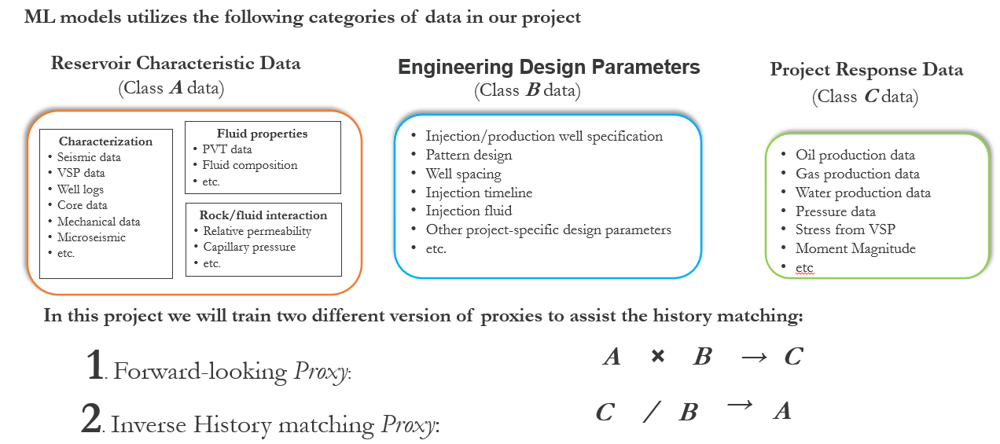 ML models utilizes the following categories of data in our project
Reservoir Characteristic Data
(Class A data)
Characterization
• Seismic data
• VSP data
• Well logs
• Core data
• Mechanical data
• Microseismic
• etc.
Fluid properties
• PVT data
• Fluid composition
• etc.
Rock/fluid interaction
• Relative permeability
• Capillary pressure
• etc.
Engineering Design Parameters
(Class B data)
• Injection/production well specification
• Pattern design
• Well spacing
• Injection timeline
• Injection fluid
• Other project-specific design parameters
• etc.
Project Response Data
(Class C data)
• Oil production data
• Gas production data
• Water production data
• Pressure data
• Stress from VSP
• Moment Magnitude
• etc
In this project we will train two different version of proxies to assist the history matching:
1. Forward-looking Proxy:
A × B → C
2. Inverse History matching Proxy:
C / B → A